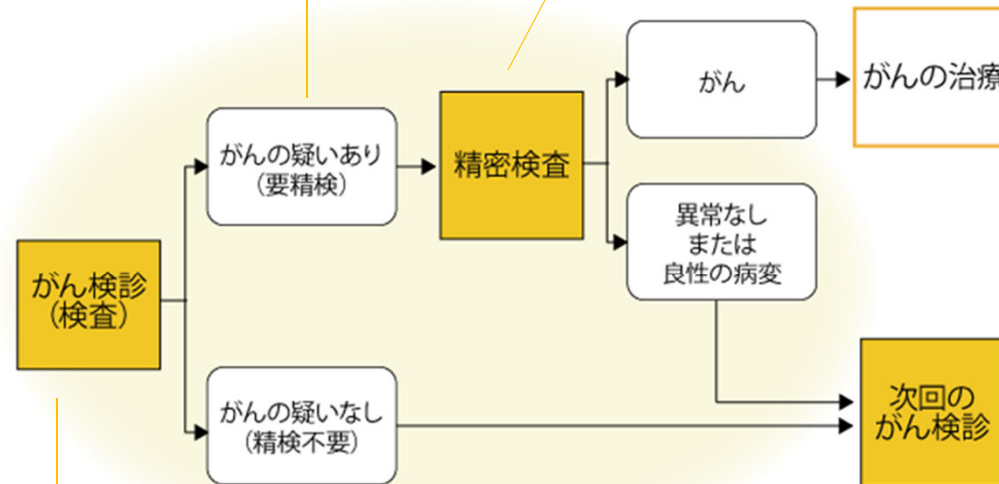 がん検診
（検査）
がんの疑いあり
（要精検）
がんの疑いなし
（精検不要）
精密検査
がん
異常なし
または
良性の病変
がんの治療
次回の
がん検診